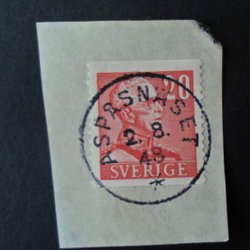 20
ASPÅSNÄSET
2. 8.
48
SVERIGE